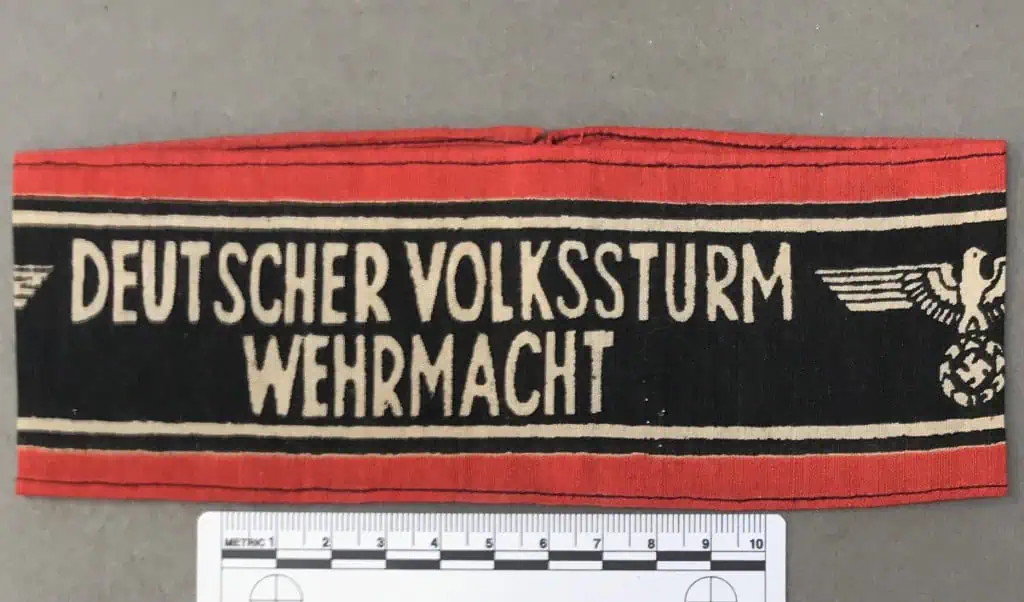 DEUTSCHER VOLKSSTURM
WEHRMACHT
METRIC 1 2 3 4 5 6 7 8 9 10